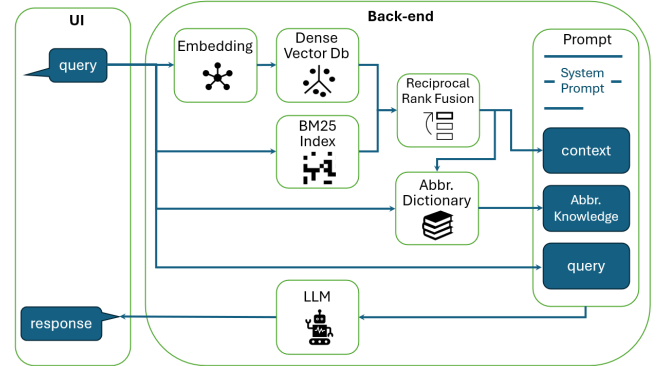 UI
Back-end
query
Embedding
Dense
Vector Db
BM25
Index
Reciprocal
Rank Fusion
Abbr.
Dictionary
Prompt
System
Prompt
context
Abbr.
Knowledge
query
LLM
response